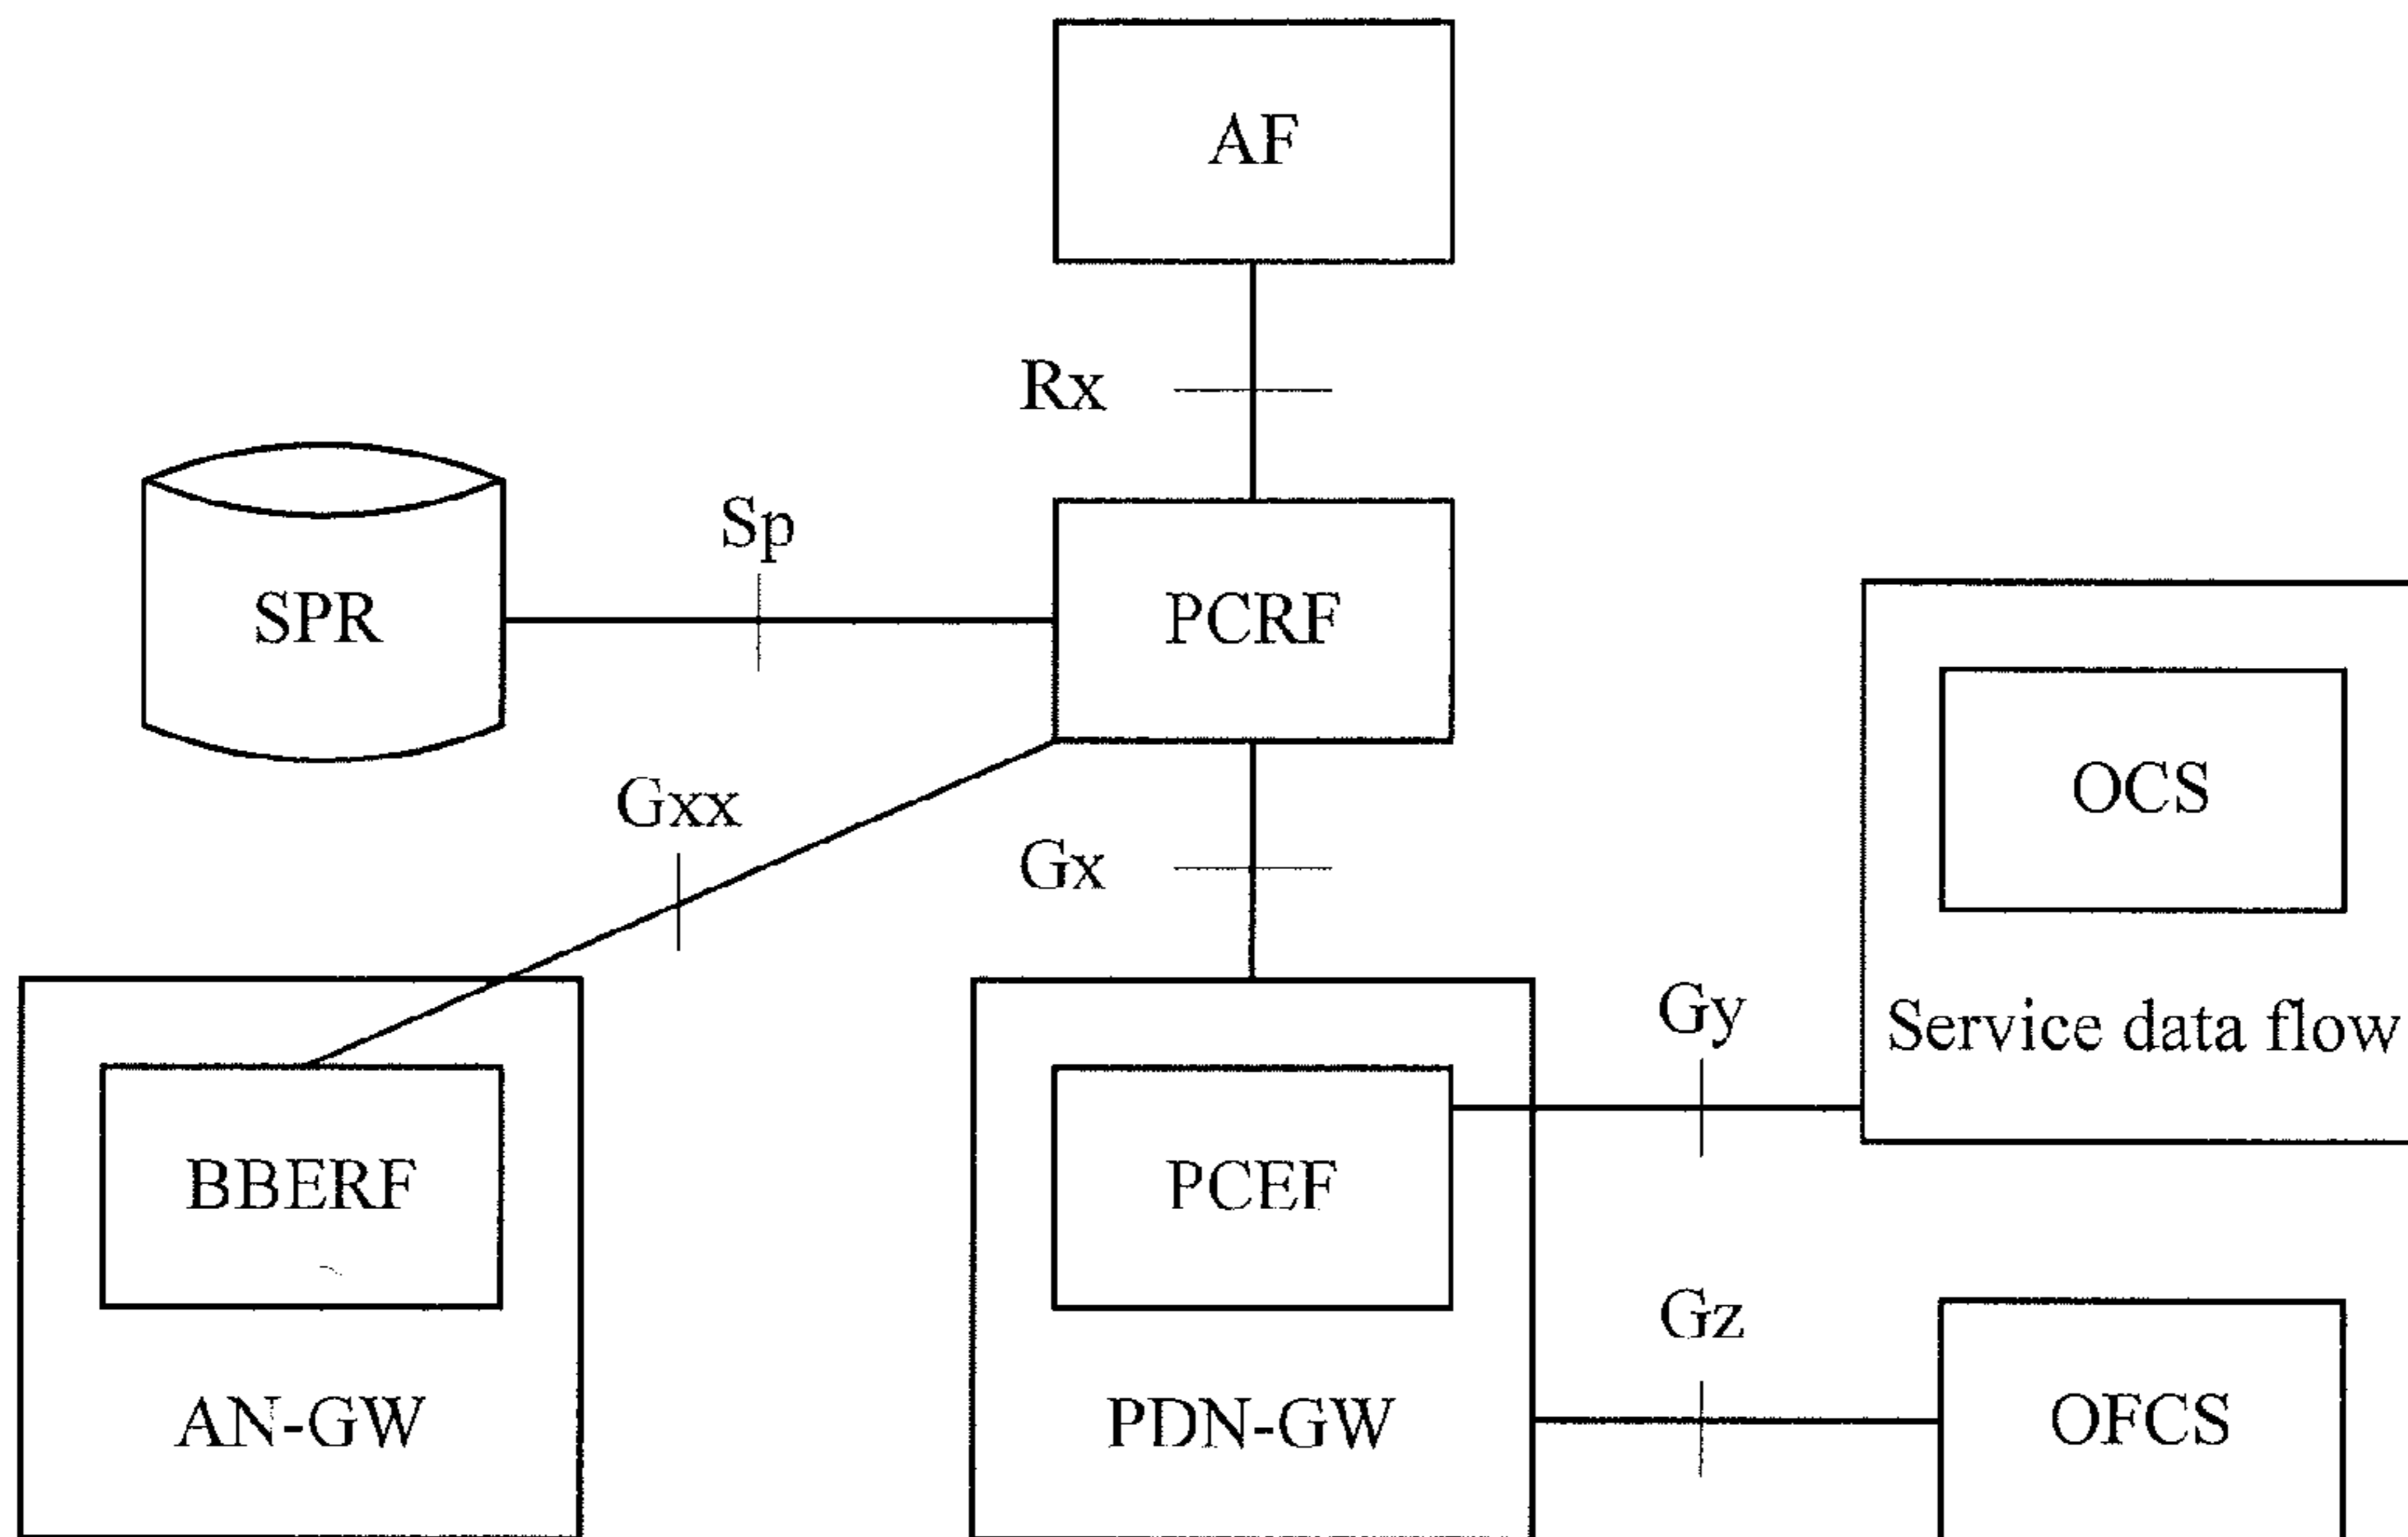 AF
Rx
Sp
SPR
PCRF
OCS
Gxx
Gx
Service data flow
Gy
BBERF
PCEF
Gz
AN-GW
PDN-GW
OFCS